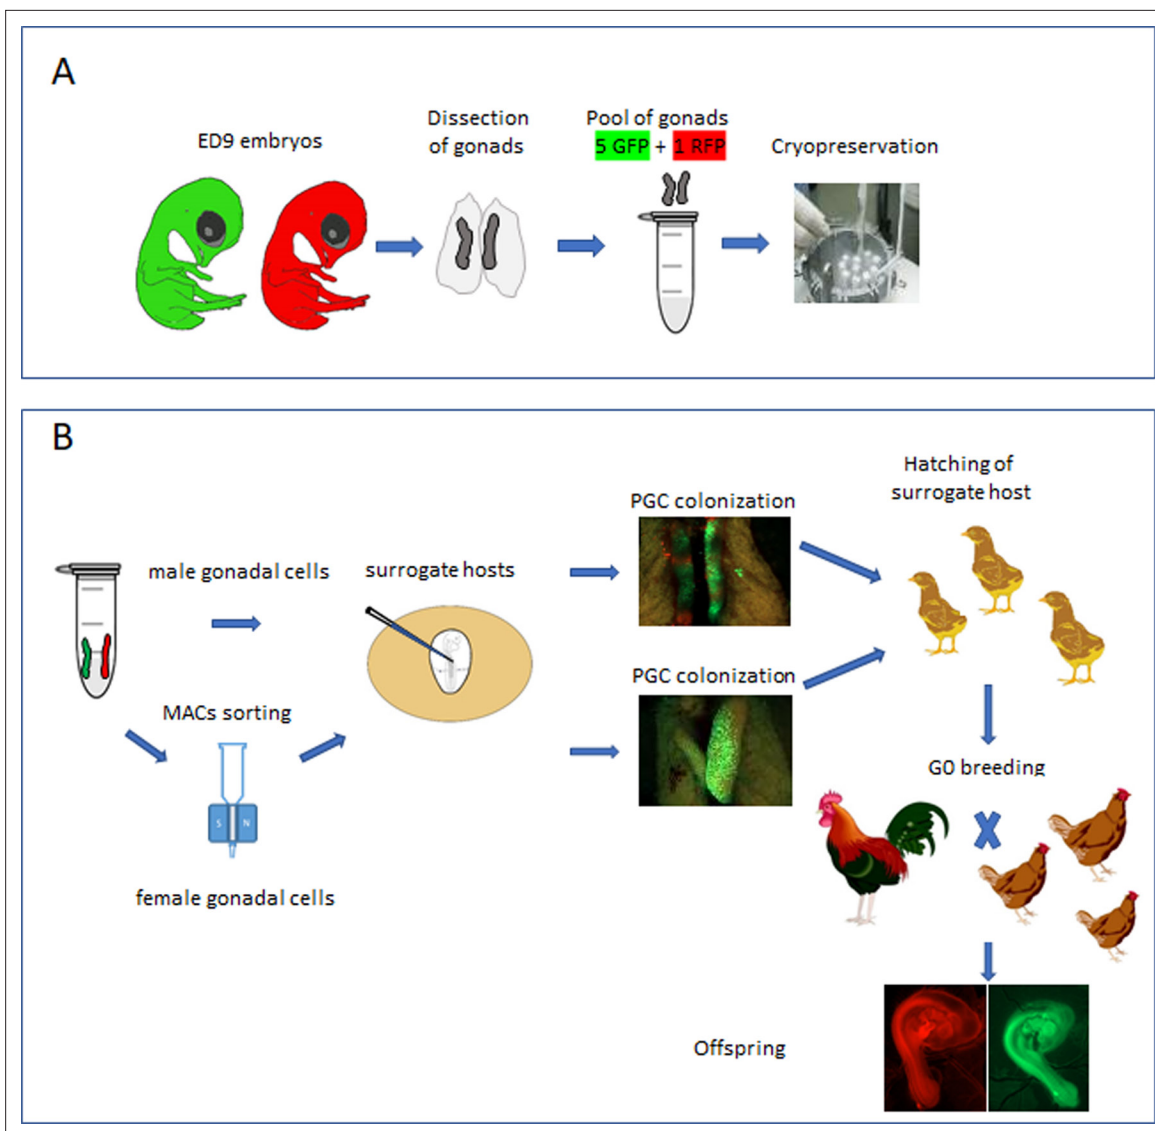 A
ED9 embryos
Dissection
of gonads
Pool of gonads
5 GFP + 1 RFP
Cryopreservation
B
male gonadal cells
MACs sorting
S N
female gonadal cells
surrogate hosts
PGC colonization
PGC colonization
Hatching of
surrogate host
G0 breeding
X
Offspring